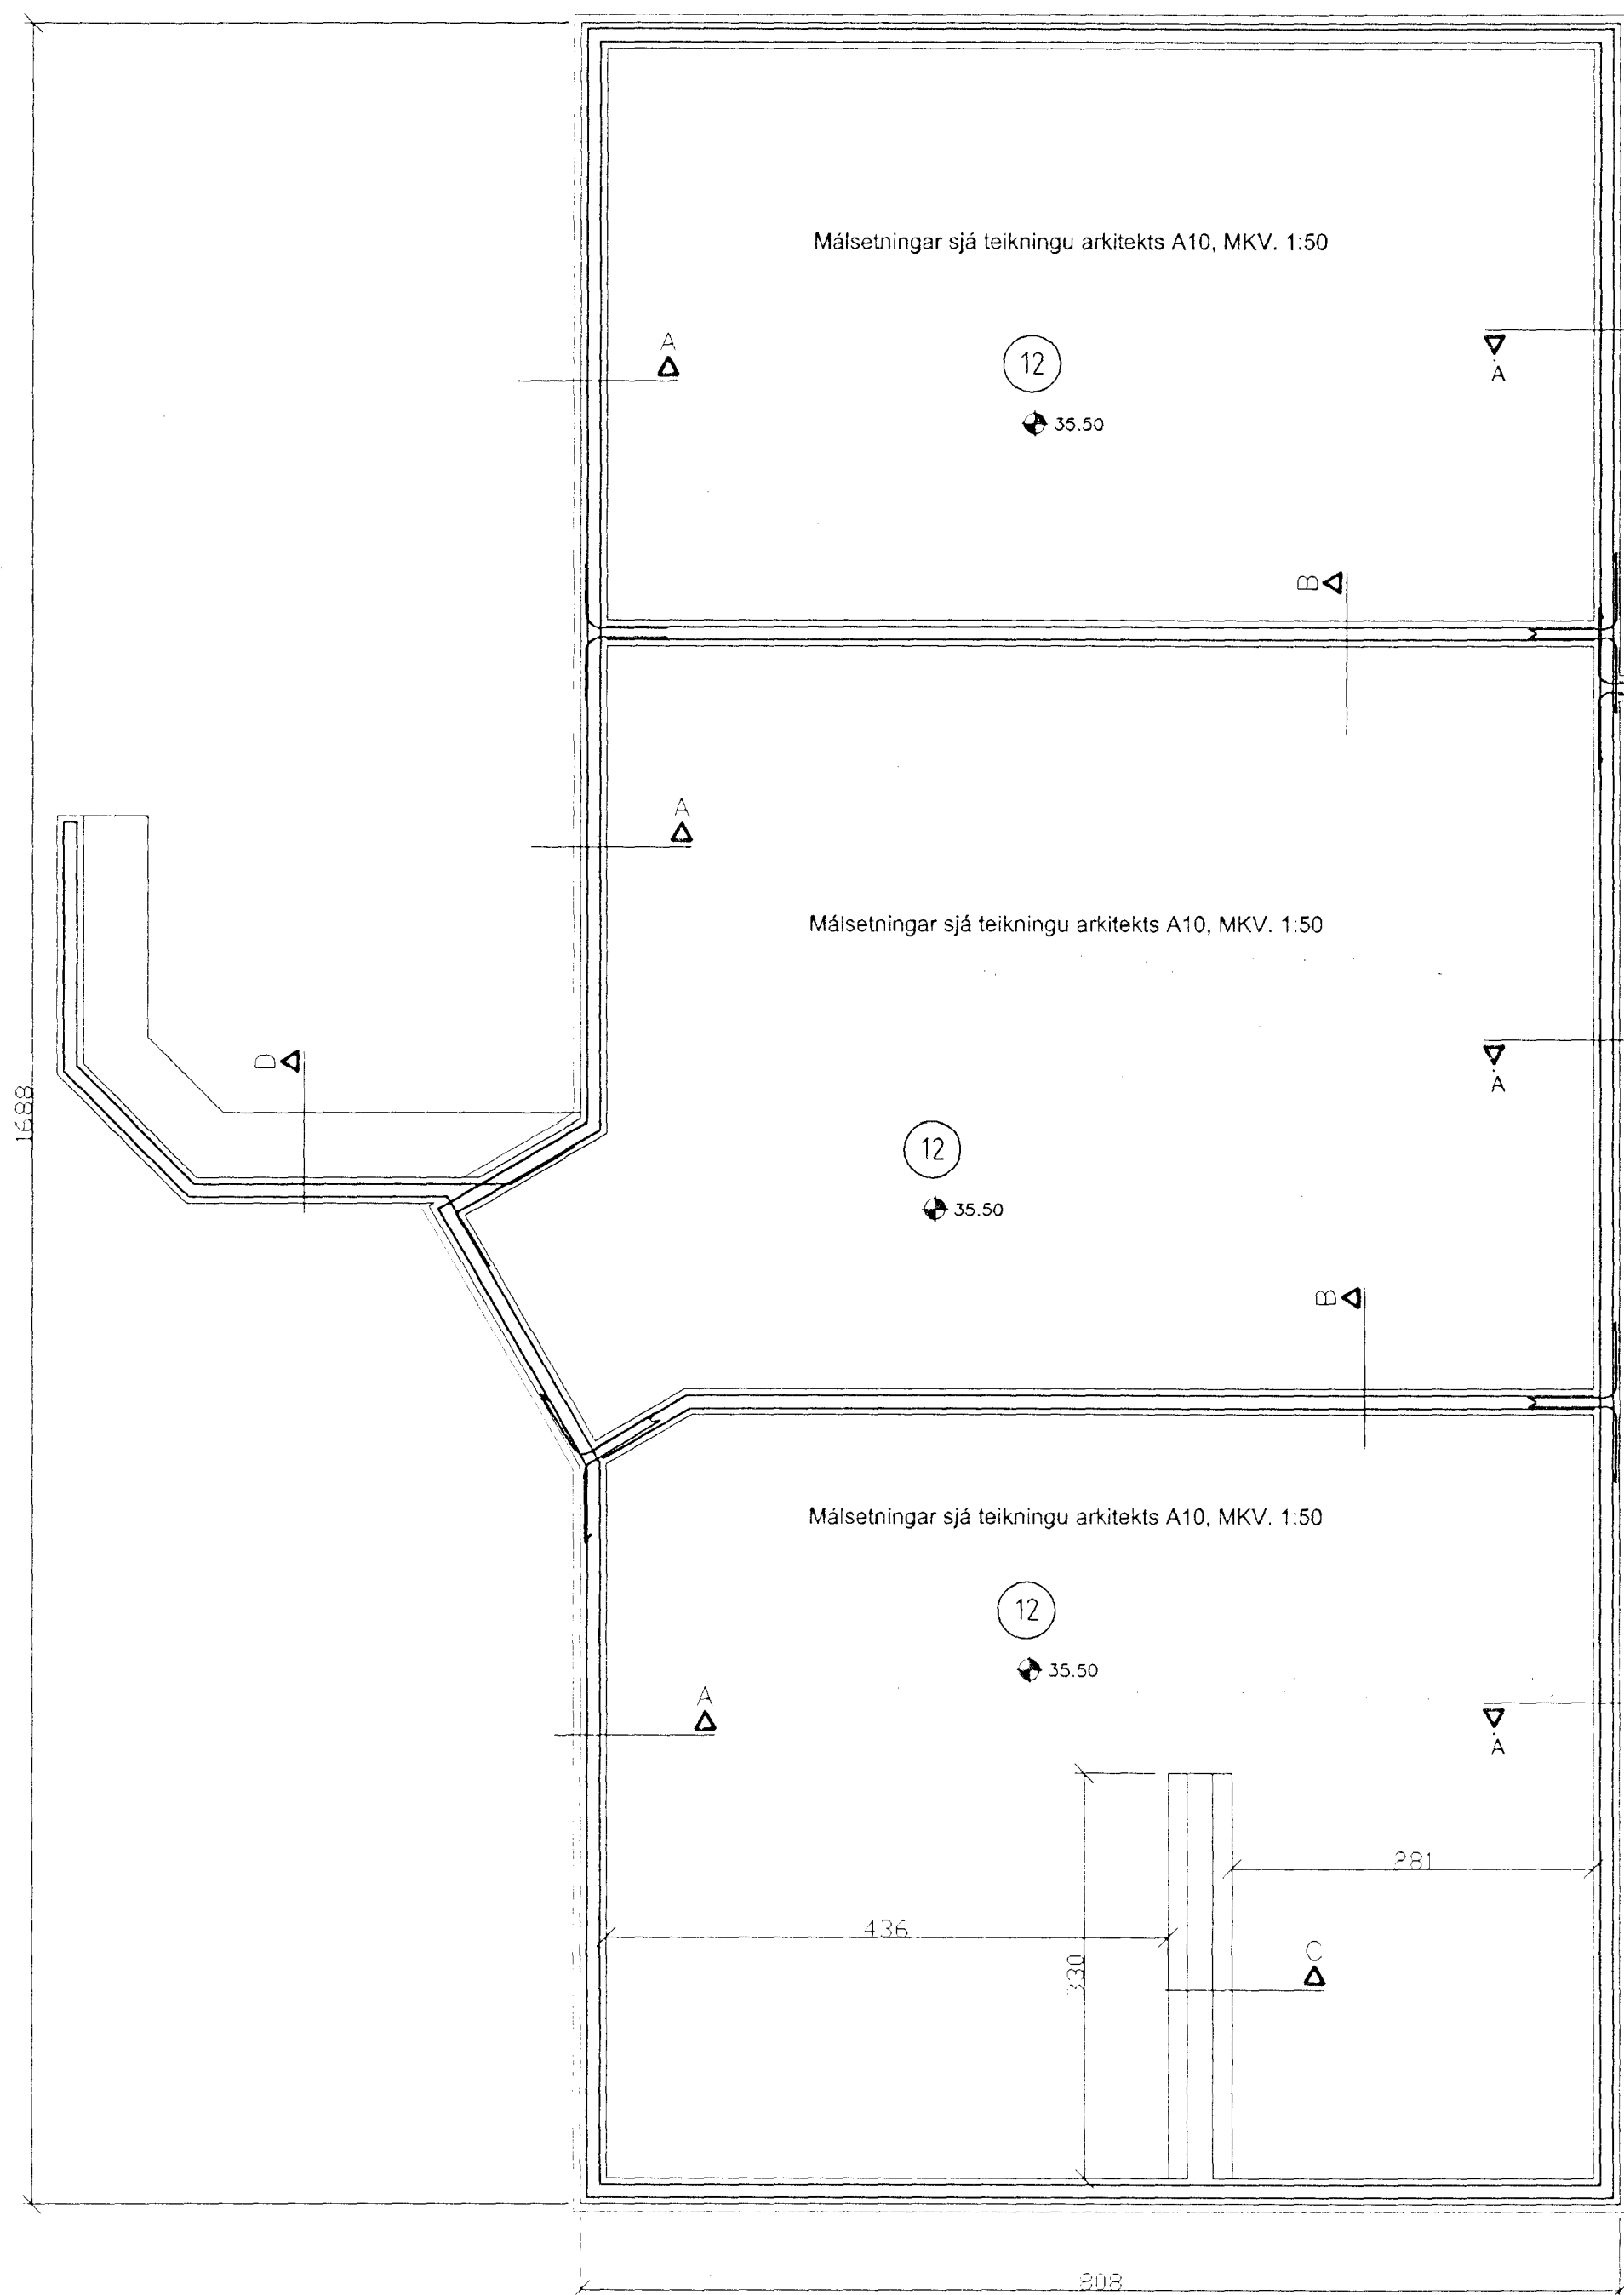 Málsetningar sjá teikningu arkitekts A10, MKV. 1:50
A
12
A
35.50
B
A
Málsetningar sjá teikningu arkitekts A10, MKV. 1:50
D
A
1688
12
35.50
B
Málsetningar sjá teikningu arkitekts A10, MKV. 1:50
12
35.50
A
A
281
436
330
C
808